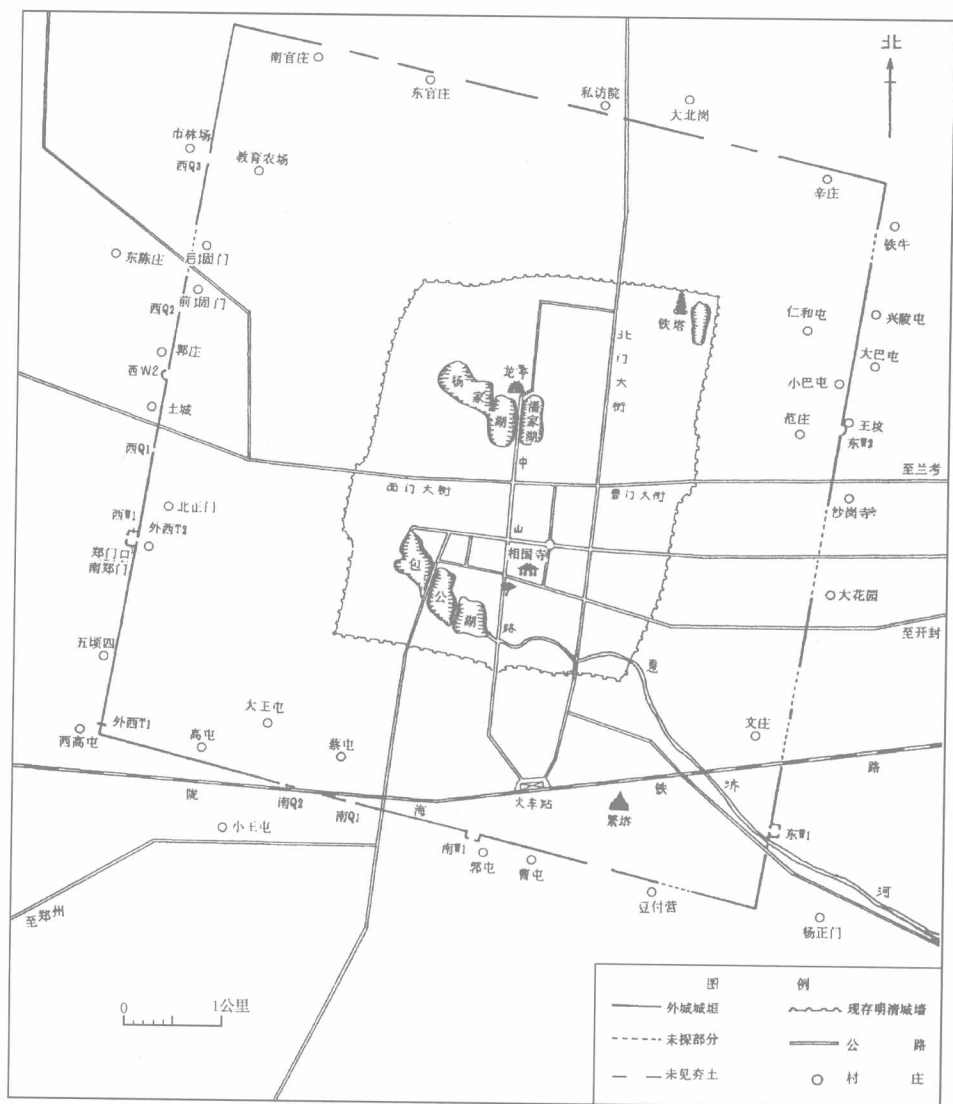 北
南官庄
东官庄
私访院
大北岗
市林场
西Q3
教育农场
辛庄
铁牛
东陈庄
后固门
前固门
西Q2
铁塔
仁和屯
兴陵屯
大巴屯
郭庄
西W2
杨家湖
龙亭
潘家湖
北门大街
小巴屯
土城
范庄
王坟
东W2
西Q1
至兰考
西门大街
中山路
曹门大街
北正门
沙岗寺
西W1
外西T2
郑门口
南郑门
相国寺
包公湖
大花园
至开封
五顷四
惠济河
大王屯
文庄
外西T1
西高屯
高屯
蔡屯
陇海铁路
南Q2
南Q1
火车站
繁塔
小王屯
南W1
郭屯
曹屯
东W1
豆付营
杨正门
至郑州
0 1公里
图例
外城城垣
现存明清城墙
未探部分
公路
未见夯土
村庄